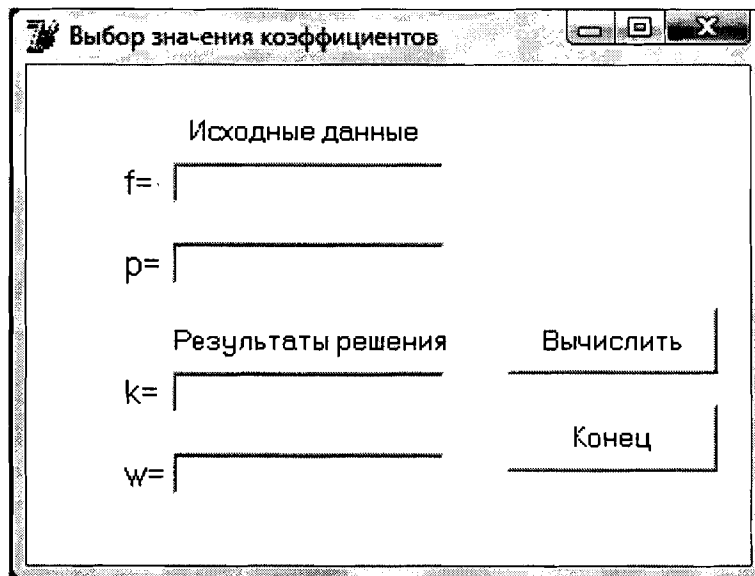 Выбор значения коэффициентов
Исходные данные
f=
p=
Результаты решения
Вычислить
k=
Конец
w=